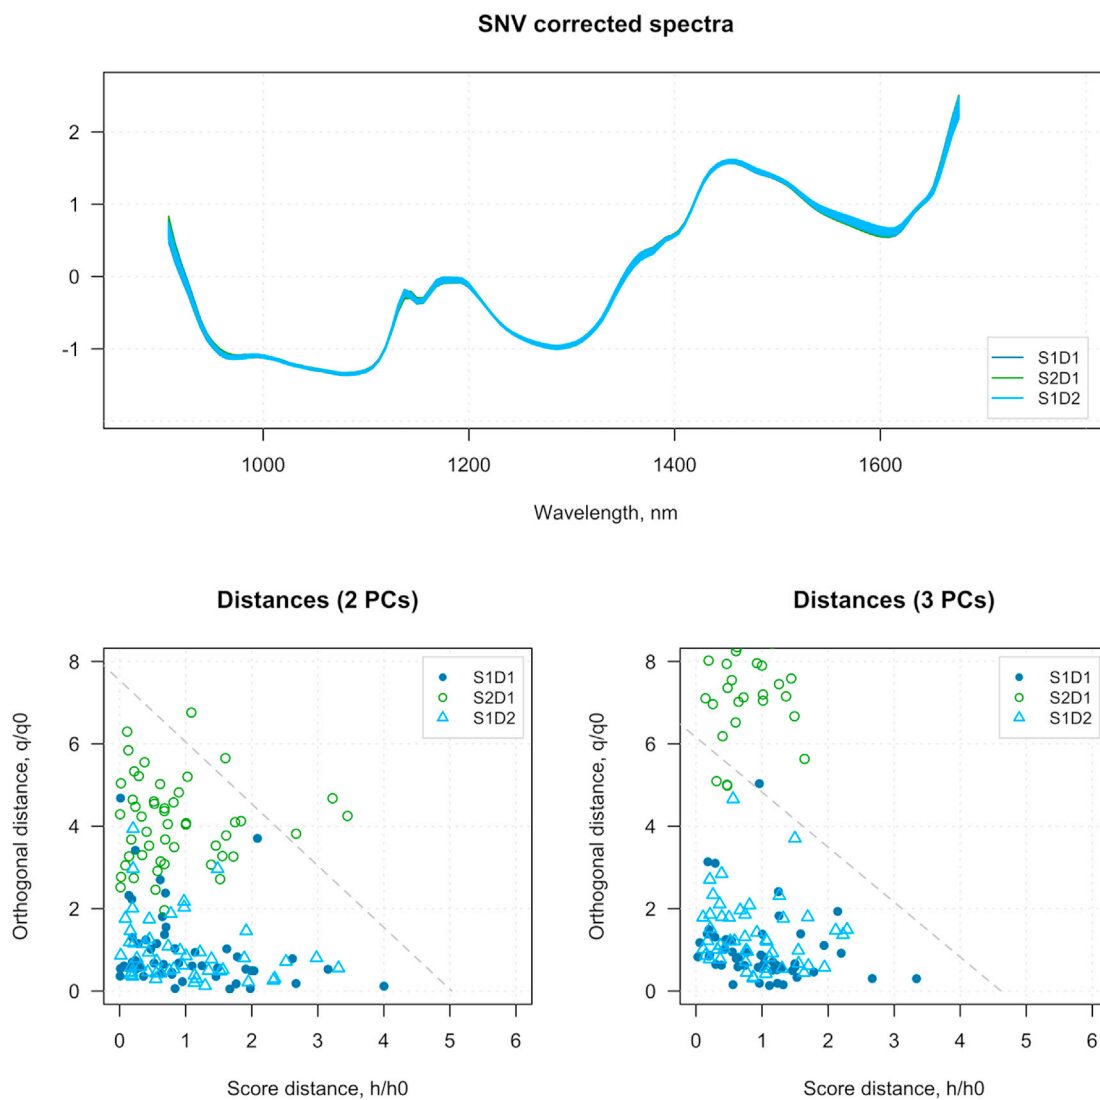 SNV corrected spectra
2
1
0
-1
S1D1
S2D1
S1D2
1000 1200 1400 1600
Wavelength, nm
Distances (2 PCs)
Orthogonal distance, q/q0
8
6
4
2
0
S1D1
S2D1
S1D2
0 1 2 3 4 5 6
Score distance, h/h0
Distances (3 PCs)
Orthogonal distance, q/q0
8
6
4
2
0
S1D1
S2D1
S1D2
0 1 2 3 4 5 6
Score distance, h/h0